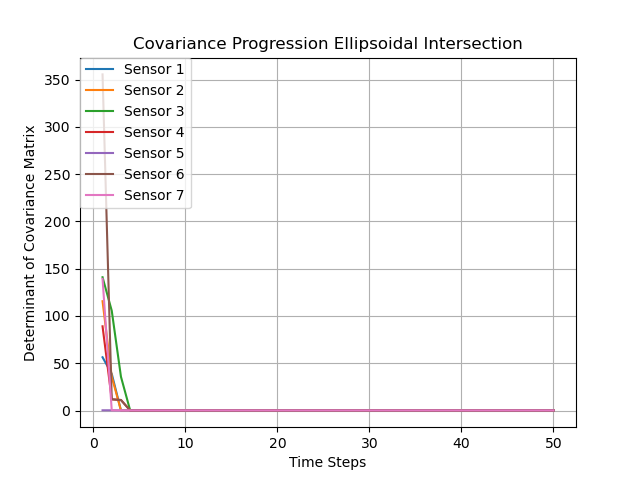 Covariance Progression Ellipsoidal Intersection
Sensor 1
Sensor 2
Sensor 3
Sensor 4
Sensor 5
Sensor 6
Sensor 7
Determinant of Covariance Matrix
350
300
250
200
150
100
50
0
0 10 20 30 40 50
Time Steps